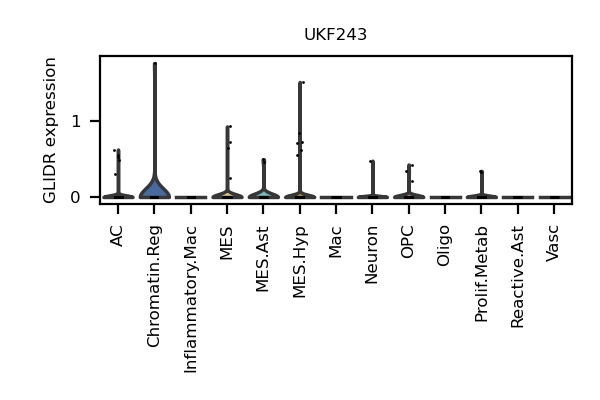 UKF243
GLIDR expression
1
0
AC
Chromatin.Reg
Inflammatory.Mac
MES
MES.Ast
MES.Hyp
Mac
Neuron
OPC
Oligo
Prolif.Metab
Reactive.Ast
Vasc